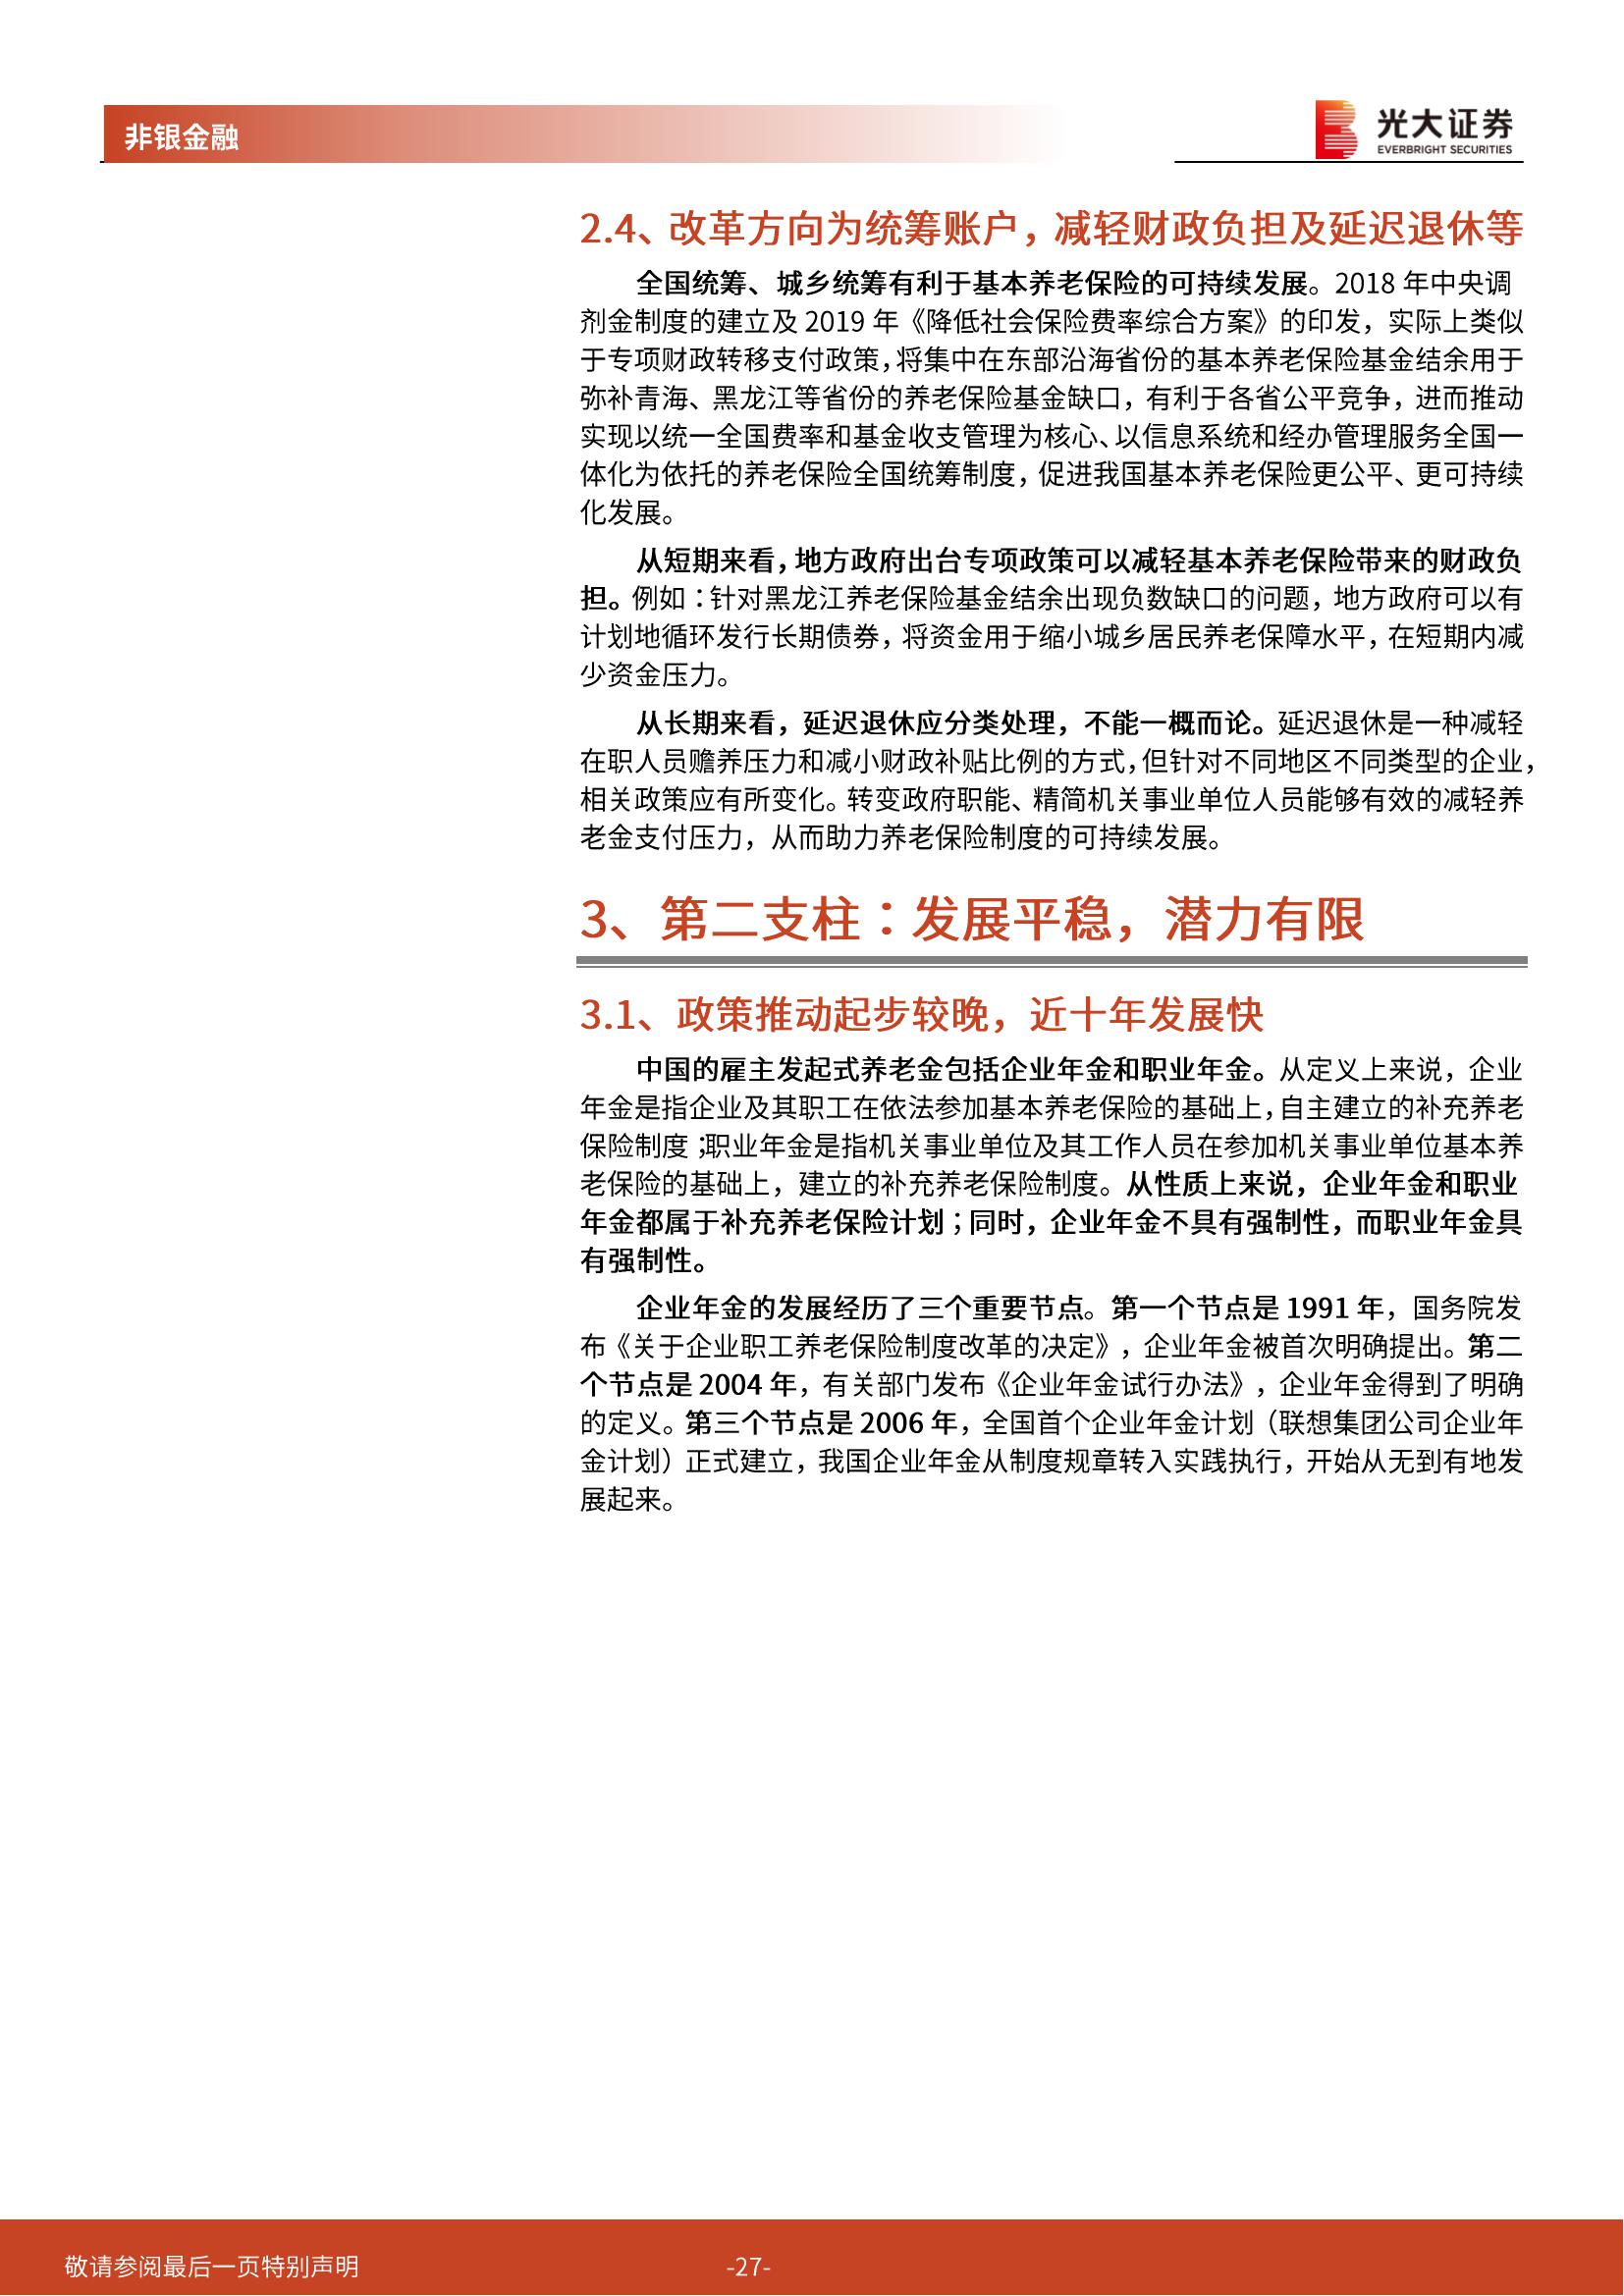 非银金融
光大证券
EVERBRIGHT SECURITIES
2.4、改革方向为统筹账户，减轻财政负担及延迟退休等
全国统筹、城乡统筹有利于基本养老保险的可持续发展。2018 年中央调
剂金制度的建立及 2019 年《降低社会保险费率综合方案》的印发，实际上类似
于专项财政转移支付政策，将集中在东部沿海省份的基本养老保险基金结余用于
弥补青海、黑龙江等省份的养老保险基金缺口，有利于各省公平竞争，进而推动
实现以统一全国费率和基金收支管理为核心、以信息系统和经办管理服务全国一
体化为依托的养老保险全国统筹制度，促进我国基本养老保险更公平、更可持续
化发展。
从短期来看，地方政府出台专项政策可以减轻基本养老保险带来的财政负
担。例如：针对黑龙江养老保险基金结余出现负数缺口的问题，地方政府可以有
计划地循环发行长期债券，将资金用于缩小城乡居民养老保障水平，在短期内减
少资金压力。
从长期来看，延迟退休应分类处理，不能一概而论。延迟退休是一种减轻
在职人员赡养压力和减小财政补贴比例的方式，但针对不同地区不同类型的企业，
相关政策应有所变化。转变政府职能、精简机关事业单位人员能够有效的减轻养
老金支付压力，从而助力养老保险制度的可持续发展。
3、第二支柱：发展平稳，潜力有限
3.1、政策推动起步较晚，近十年发展快
中国的雇主发起式养老金包括企业年金和职业年金。从定义上来说，企业
年金是指企业及其职工在依法参加基本养老保险的基础上，自主建立的补充养老
保险制度；职业年金是指机关事业单位及其工作人员在参加机关事业单位基本养
老保险的基础上，建立的补充养老保险制度。从性质上来说，企业年金和职业
年金都属于补充养老保险计划；同时，企业年金不具有强制性，而职业年金具
有强制性。
企业年金的发展经历了三个重要节点。第一个节点是 1991 年，国务院发
布《关于企业职工养老保险制度改革的决定》，企业年金被首次明确提出。第二
个节点是 2004 年，有关部门发布《企业年金试行办法》，企业年金得到了明确
的定义。第三个节点是 2006 年，全国首个企业年金计划（联想集团公司企业年
金计划）正式建立，我国企业年金从制度规章转入实践执行，开始从无到有地发
展起来。
敬请参阅最后一页特别声明
-27-